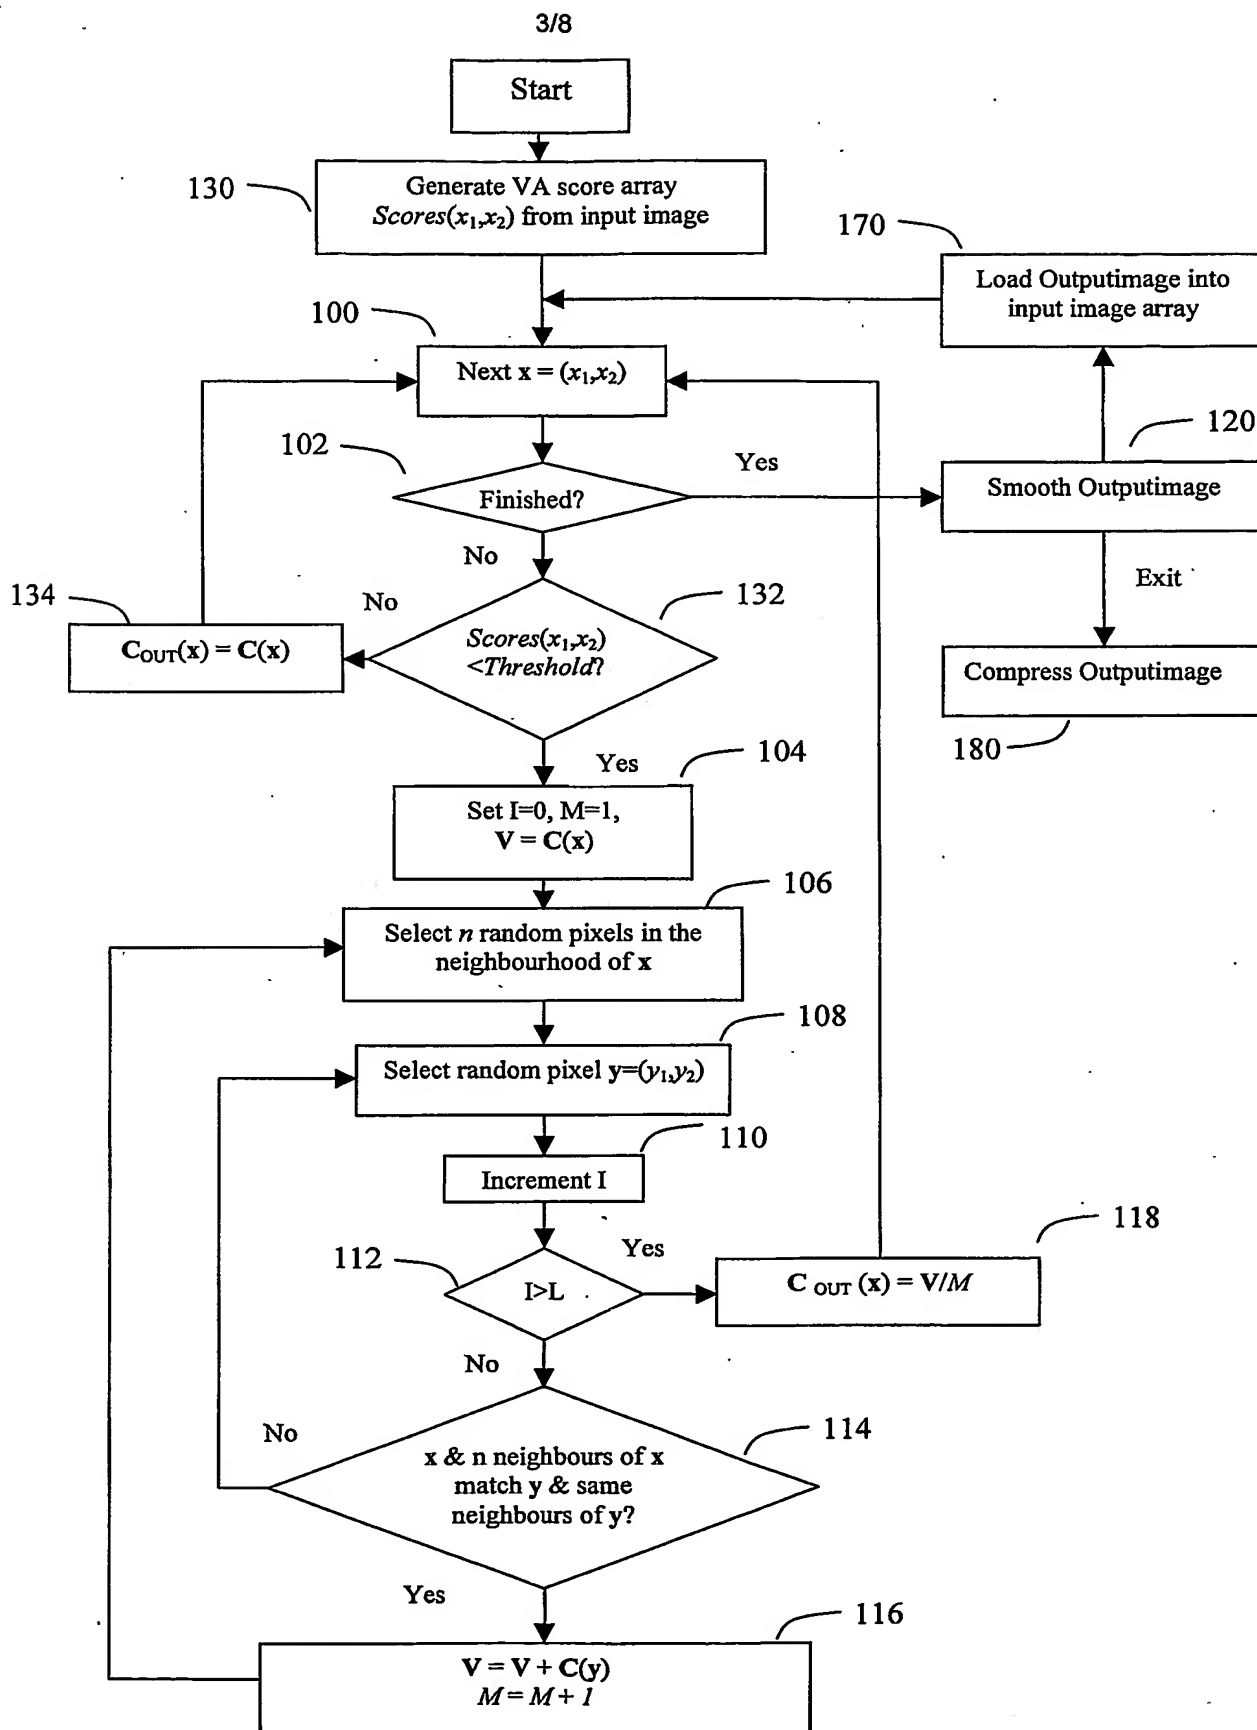 3/8
Start
130
Generate VA score array
Scores(x₁,x₂) from input image
170
Load Outputimage into
input image array
100
Next x = (x₁,x₂)
102
Finished?
Yes
120
Smooth Outputimage
No
Exit
134
No
132
C_OUT(x) = C(x)
Scores(x₁,x₂)
<Threshold?
Compress Outputimage
180
Yes
104
Set I=0, M=1,
V = C(x)
106
Select n random pixels in the
neighbourhood of x
108
Select random pixel y=(y₁,y₂)
110
Increment I
118
112
I>L
Yes
C OUT (x) = V/M
No
No
114
x & n neighbours of x
match y & same
neighbours of y?
Yes
116
V = V + C(y)
M = M + 1